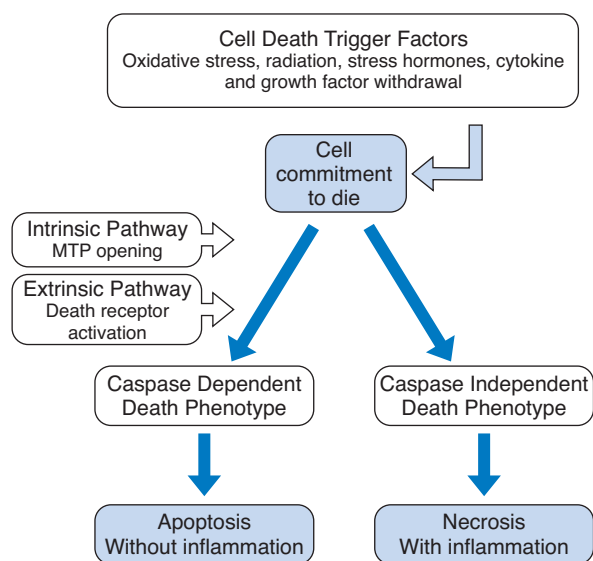 Cell Death Trigger Factors
Oxidative stress, radiation, stress hormones, cytokine
and growth factor withdrawal
Cell
commitment
to die
Intrinsic Pathway
MTP opening
Extrinsic Pathway
Death receptor
activation
Caspase Dependent
Death Phenotype
Caspase Independent
Death Phenotype
Apoptosis
Without inflammation
Necrosis
With inflammation